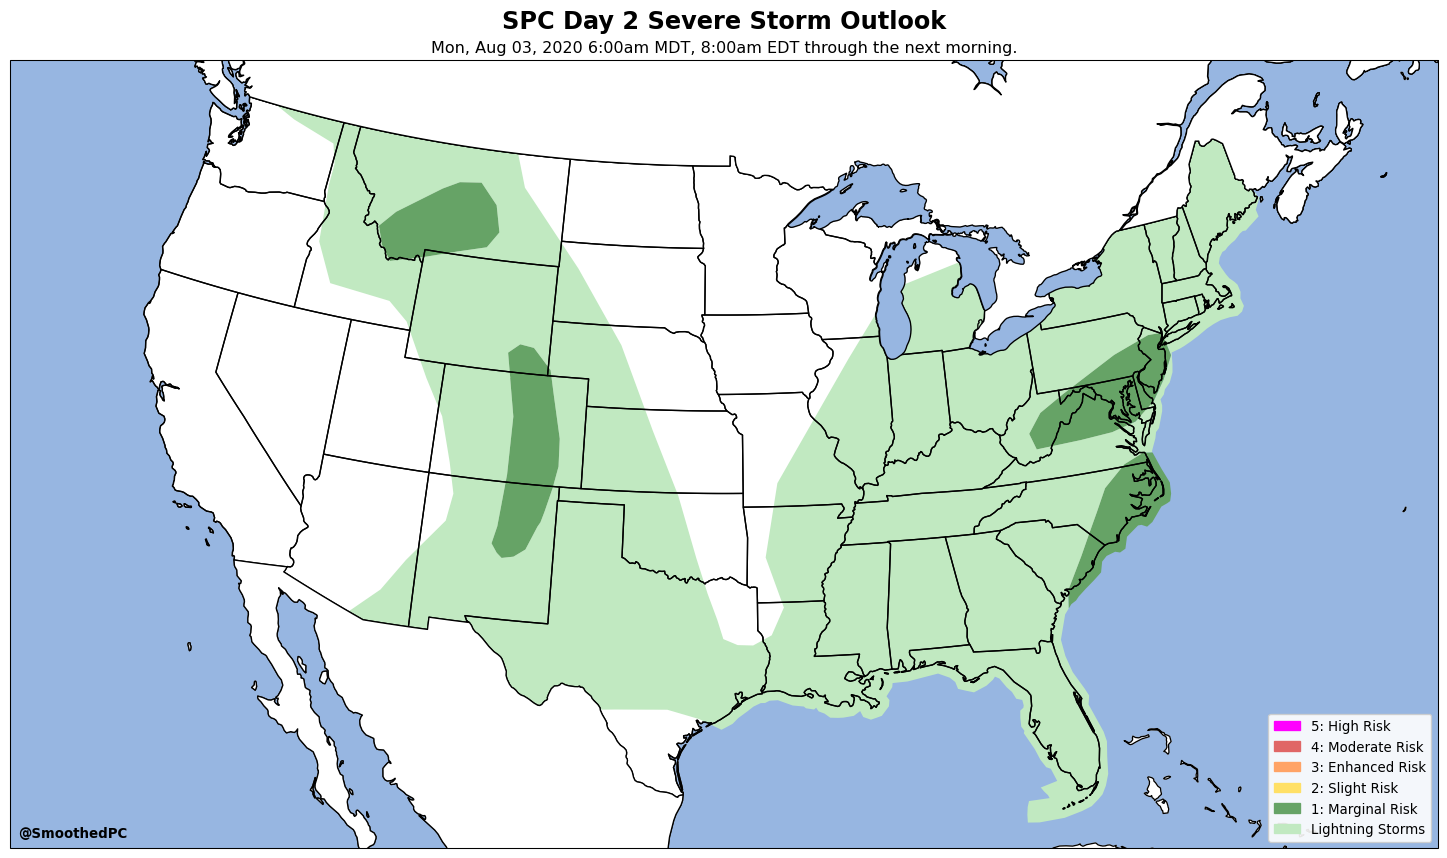 SPC Day 2 Severe Storm Outlook
Mon, Aug 03, 2020 6:00am MDT, 8:00am EDT through the next morning.
5: High Risk
4: Moderate Risk
3: Enhanced Risk
2: Slight Risk
1: Marginal Risk
Lightning Storms
@SmoothedPC